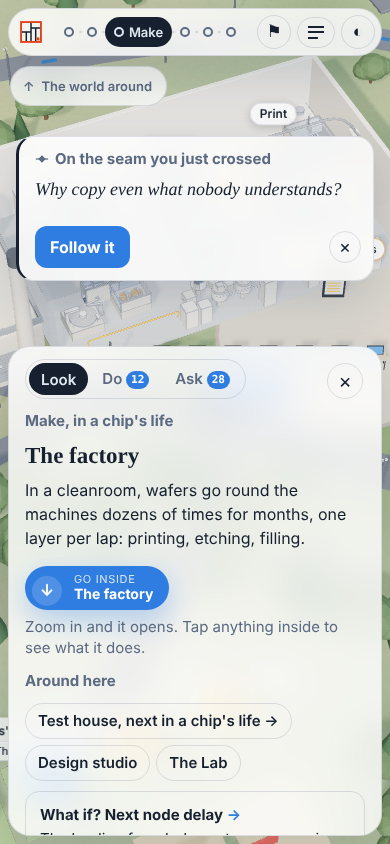 Make
↑ The world around
Print
On the seam you just crossed
Why copy even what nobody understands?
Follow it
Look
Do 12
Ask 28
Make, in a chip's life
The factory
In a cleanroom, wafers go round the
machines dozens of times for months, one
layer per lap: printing, etching, filling.
GO INSIDE
The factory
Zoom in and it opens. Tap anything inside to
see what it does.
Around here
Test house, next in a chip's life →
Design studio
The Lab
What if? Next node delay →